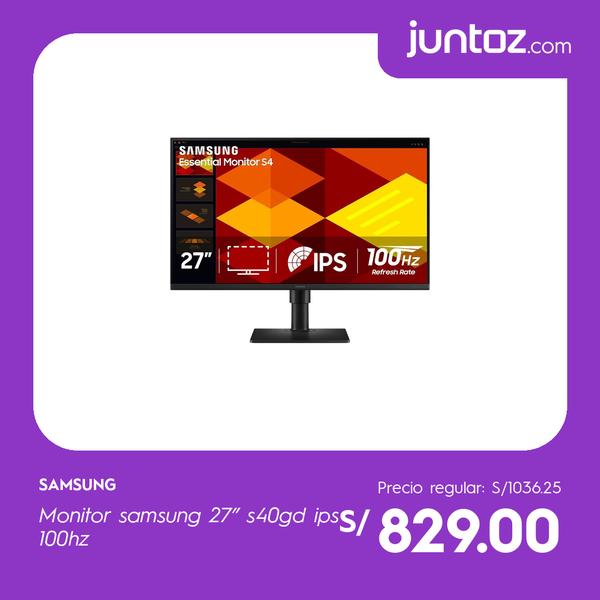 juntoz.com
SAMSUNG
Essential Monitor S4
27"
IPS
100Hz
Refresh Rate
SAMSUNG
Monitor samsung 27" s40gd ips
100hz
Precio regular: S/1036.25
S/ 829.00